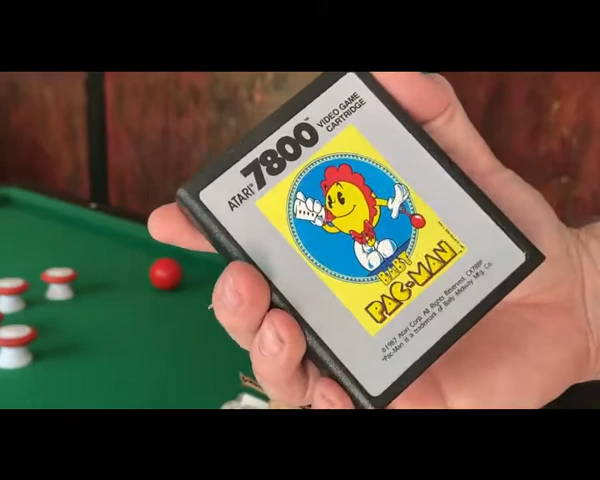 ATARI 7800 VIDEO GAME
CARTRIDGE
BABY
PAC-MAN
©1987 Atari Corp. All Rights Reserved.
*Pac-Man is a trademark of Bally Midway Mfg. Co.